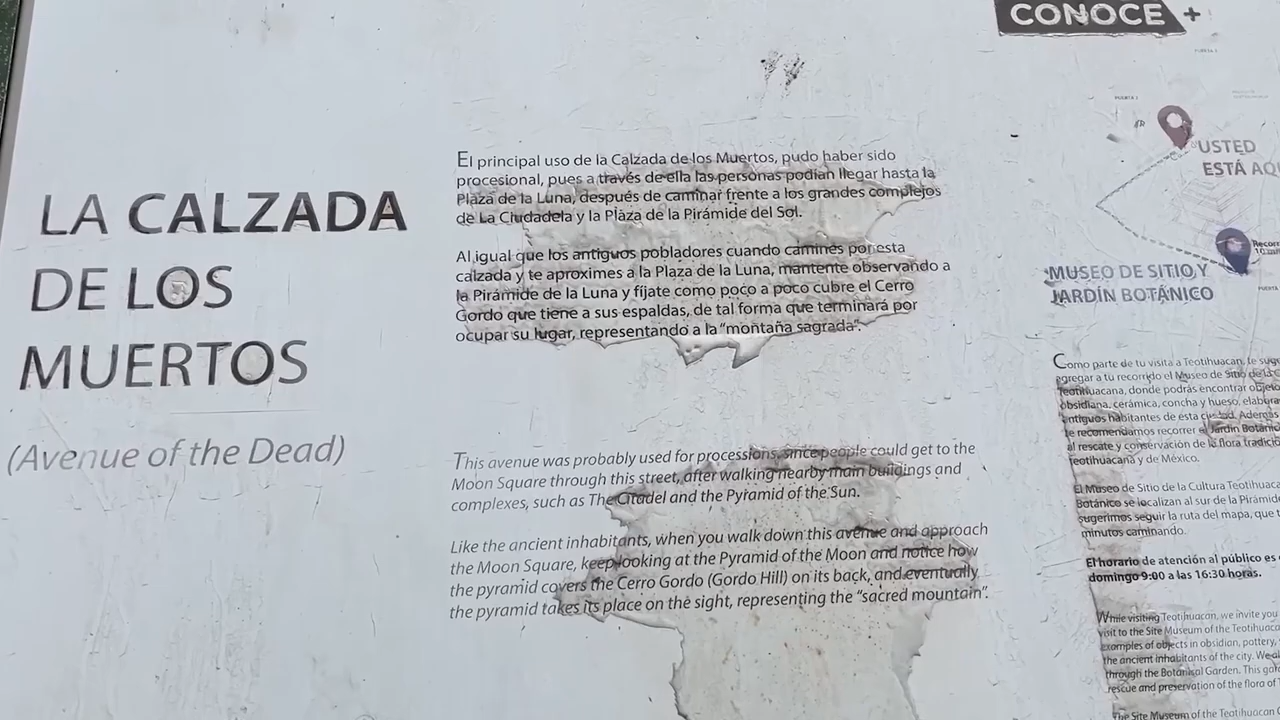 LA CALZADA
DE LOS
MUERTOS
(Avenue of the Dead)
El principal uso de la Calzada de los Muertos, pudo haber sido
procesional, pues a través de ella las personas podían llegar hasta la
Plaza de la Luna, después de caminar frente a los grandes complejos
de La Ciudadela y la Plaza de la Pirámide del Sol.
Al igual que los antiguos pobladores cuando camines por esta
calzada y te aproximes a la Plaza de la Luna, mantente observando a
la Pirámide de la Luna y fíjate como poco a poco cubre el Cerro
Gordo que tiene a sus espaldas, de tal forma que terminará por
ocupar su lugar, representando a la "montaña sagrada".
This avenue was probably used for processions, since people could get to the
Moon Square through this street, after walking nearby main buildings and
complexes, such as The Citadel and the Pyramid of the Sun.
Like the ancient inhabitants, when you walk down this avenue and approach
the Moon Square, keep looking at the Pyramid of the Moon and notice how
the pyramid covers the Cerro Gordo (Gordo Hill) on its back, and eventually
the pyramid takes its place on the sight, representing the "sacred mountain".
CONOCE +
USTED
ESTÁ AQU
MUSEO DE SITIO Y
JARDÍN BOTÁNICO
Como parte de tu visita a Teotihuacan, te sug
agregar a tu recorrido el Museo de Sitio de la C
Teotihuacana, donde podrás encontrar objeto
obsidiana, cerámica, concha y hueso, elabora
antiguos habitantes de esta ciudad. Además
te recomendamos recorrer el Jardín Botánic
al rescate y conservación de la flora tradicio
Teotihuacana y de México.
El Museo de Sitio de la Cultura Teotihuaca
Botánico se localizan al sur de la Pirámid
sugerimos seguir la ruta del mapa, que t
minutos caminando.
El horario de atención al público es
domingo 9:00 a las 16:30 horas.
While visiting Teotihuacan, we invite you
visit to the Site Museum of the Teotihuaca
examples of objects in obsidian, pottery,
the ancient inhabitants of the city. We al
through the Botanical Garden. This
rescue and preservation of the flora of
The Site Museum of the Teotihuacan